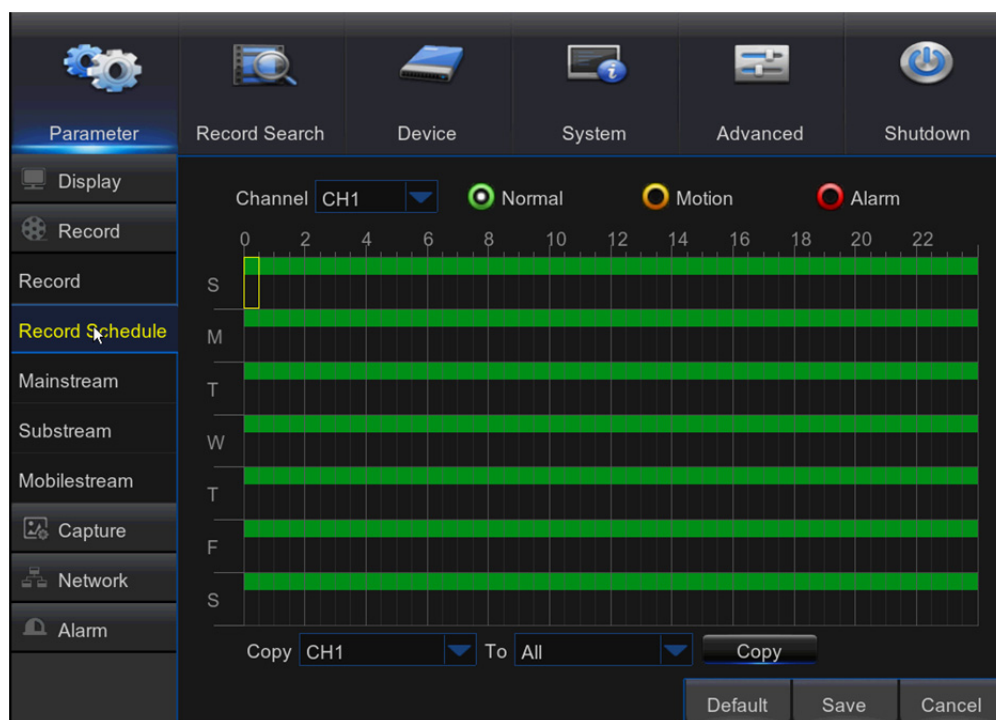 Parameter
Record Search
Device
System
Advanced
Shutdown
Display
Record
Record
Record Schedule
Mainstream
Substream
Mobilestream
Capture
Network
Alarm
Channel CH1 Normal Motion Alarm
0 2 4 6 8 10 12 14 16 18 20 22
S
M
T
W
T
F
S
Copy CH1 To All Copy
Default Save Cancel